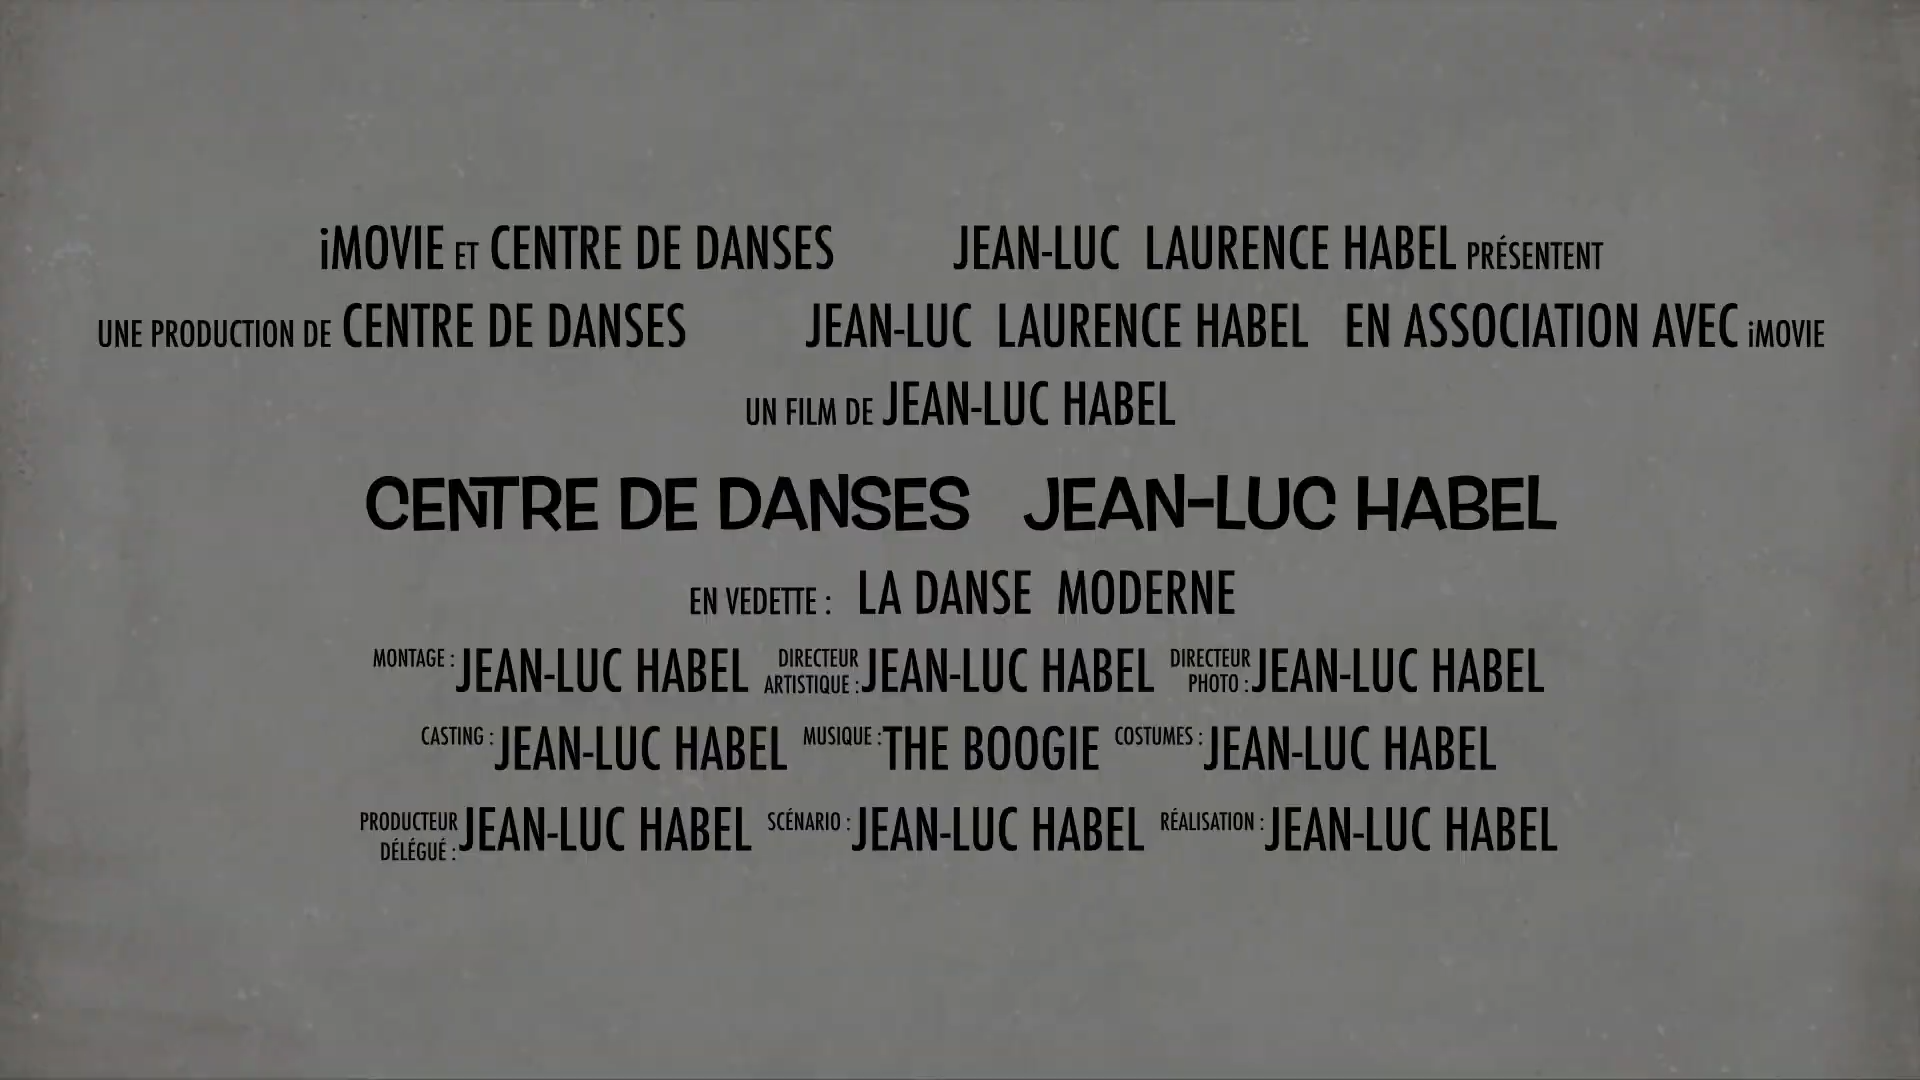 iMOVIE ET CENTRE DE DANSES JEAN-LUC LAURENCE HABEL PRÉSENTENT
UNE PRODUCTION DE CENTRE DE DANSES JEAN-LUC LAURENCE HABEL EN ASSOCIATION AVEC iMOVIE
UN FILM DE JEAN-LUC HABEL
CENTRE DE DANSES JEAN-LUC HABEL
EN VEDETTE : LA DANSE MODERNE
MONTAGE : JEAN-LUC HABEL DIRECTEUR ARTISTIQUE : JEAN-LUC HABEL DIRECTEUR PHOTO : JEAN-LUC HABEL
CASTING : JEAN-LUC HABEL MUSIQUE : THE BOOGIE COSTUMES : JEAN-LUC HABEL
PRODUCTEUR DÉLÉGUÉ : JEAN-LUC HABEL SCÉNARIO : JEAN-LUC HABEL RÉALISATION : JEAN-LUC HABEL